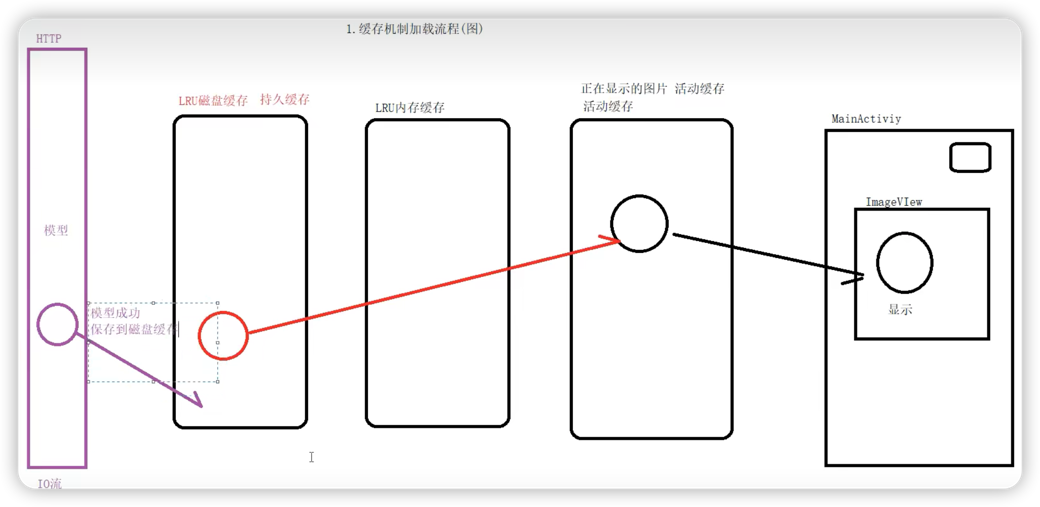 1.缓存机制加载流程(图)
HTTP
LRU磁盘缓存 持久缓存
LRU内存缓存
正在显示的图片 活动缓存
活动缓存
MainActiviy
ImageVIew
模型
模型成功
保存到磁盘缓存
显示
IO流